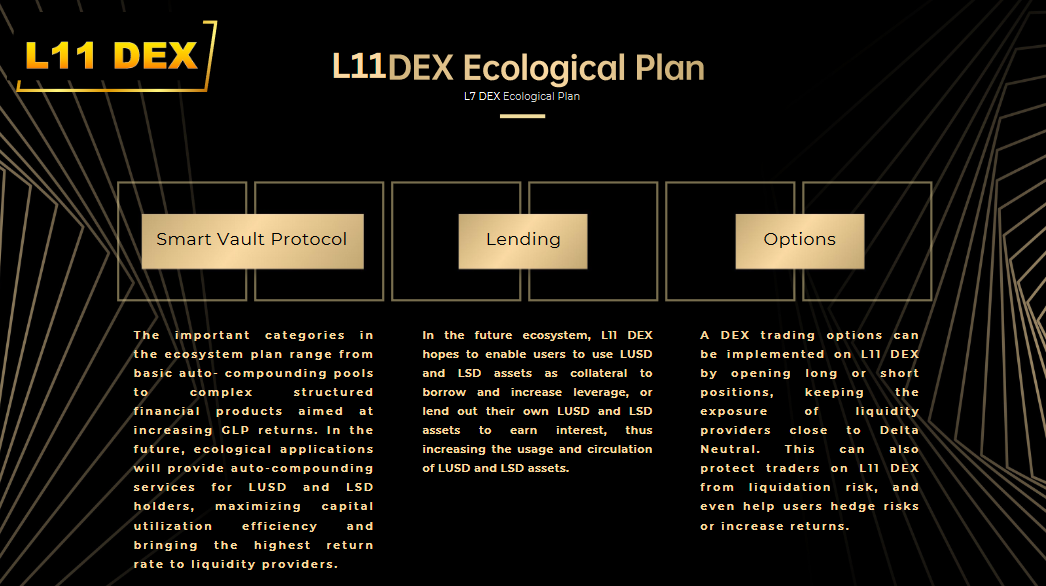 L11 DEX
L11DEX Ecological Plan
L7 DEX Ecological Plan
Smart Vault Protocol
The important categories in
the ecosystem plan range from
basic auto- compounding pools
to complex structured
financial products aimed at
increasing GLP returns. In the
future, ecological applications
will provide auto-compounding
services for LUSD and LSD
holders, maximizing capital
utilization efficiency and
bringing the highest return
rate to liquidity providers.
Lending
In the future ecosystem, L11 DEX
hopes to enable users to use LUSD
and LSD assets as collateral to
borrow and increase leverage, or
lend out their own LUSD and LSD
assets to earn interest, thus
increasing the usage and circulation
of LUSD and LSD assets.
Options
A DEX trading options can
be implemented on L11 DEX
by opening long or short
positions, keeping the
exposure of liquidity
providers close to Delta
Neutral. This can also
protect traders on L11 DEX
from liquidation risk, and
even help users hedge risks
or increase returns.